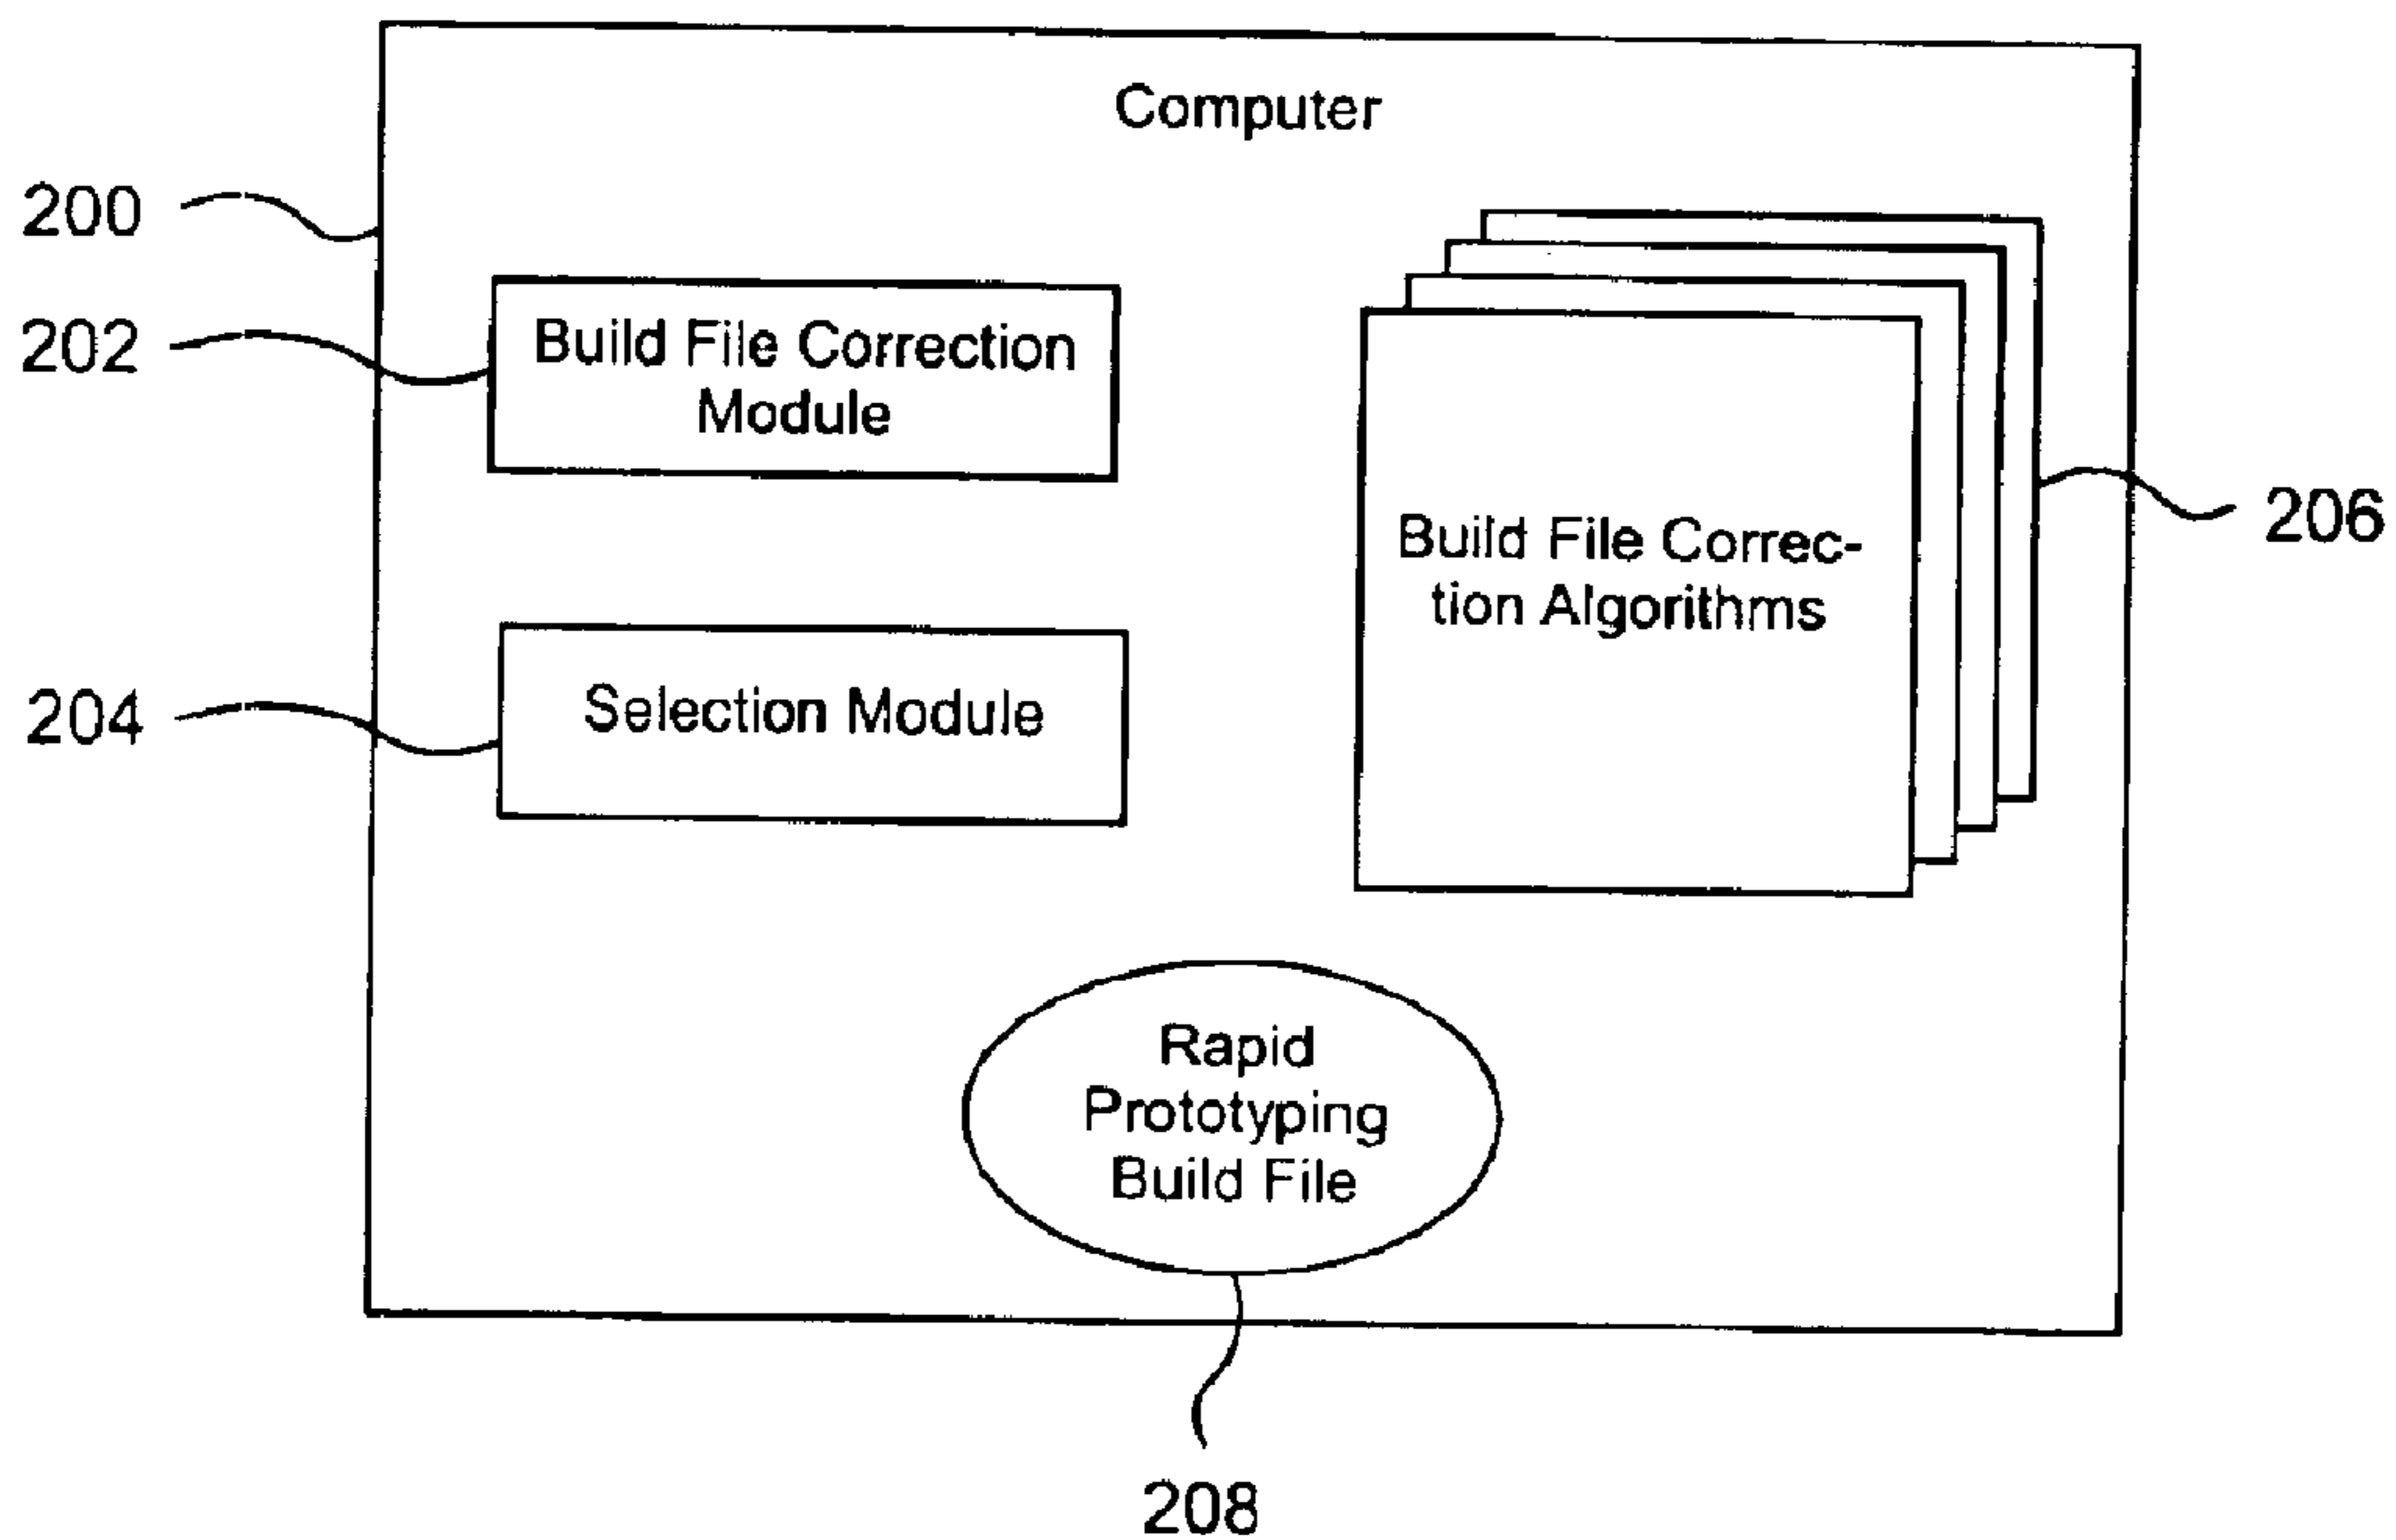 Computer
200
202
Build File Correction
Module
Build File Correc-
tion Algorithms
206
204
Selection Module
Rapid
Prototyping
Build File
208